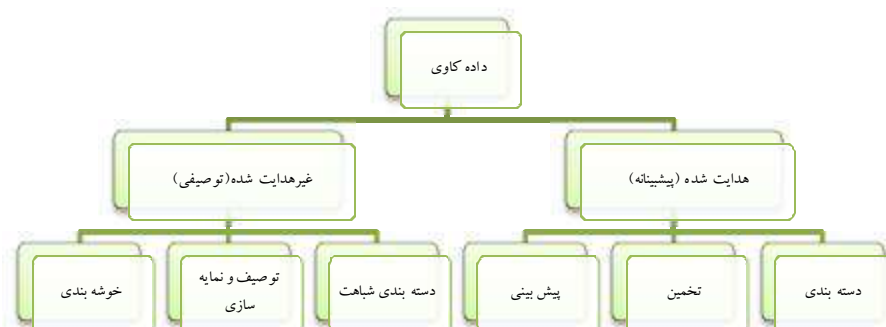 داده کاوی
هدایت شده (پیشبینانه)
غیرهدایت شده(توصیفی)
دسته بندی
تخمین
پیش بینی
دسته بندی شباهت
توصیف و نمایه
سازی
خوشه بندی